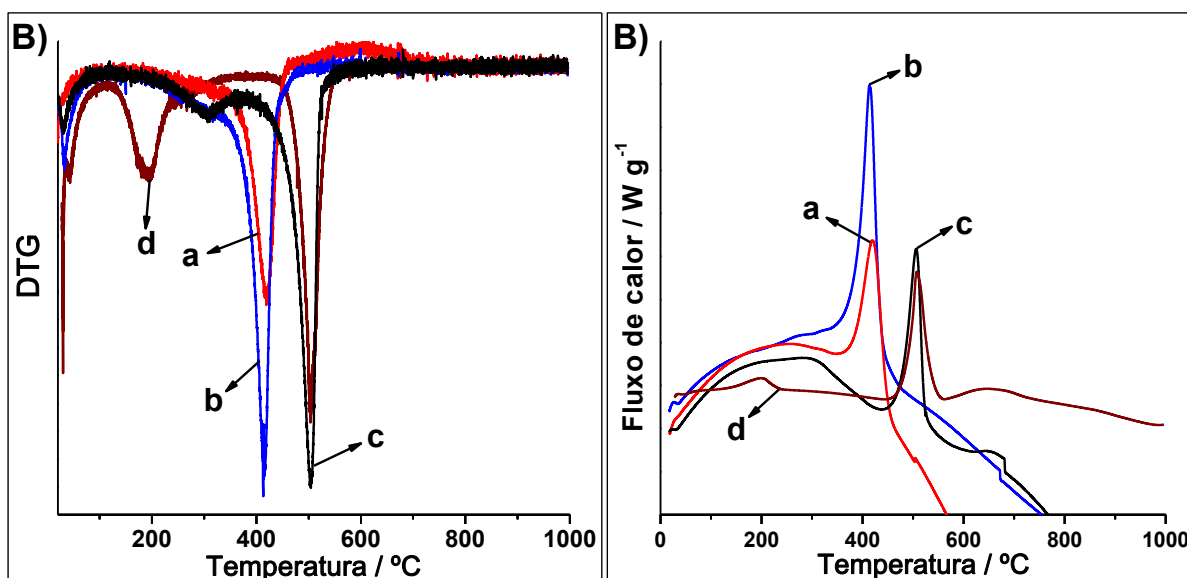 B)
DTG
d
a
b
c
200 400 600 800 1000
Temperatura / ºC
B)
Fluxo de calor / W g⁻¹
b
a
c
d
0 200 400 600 800 1000
Temperatura / ºC